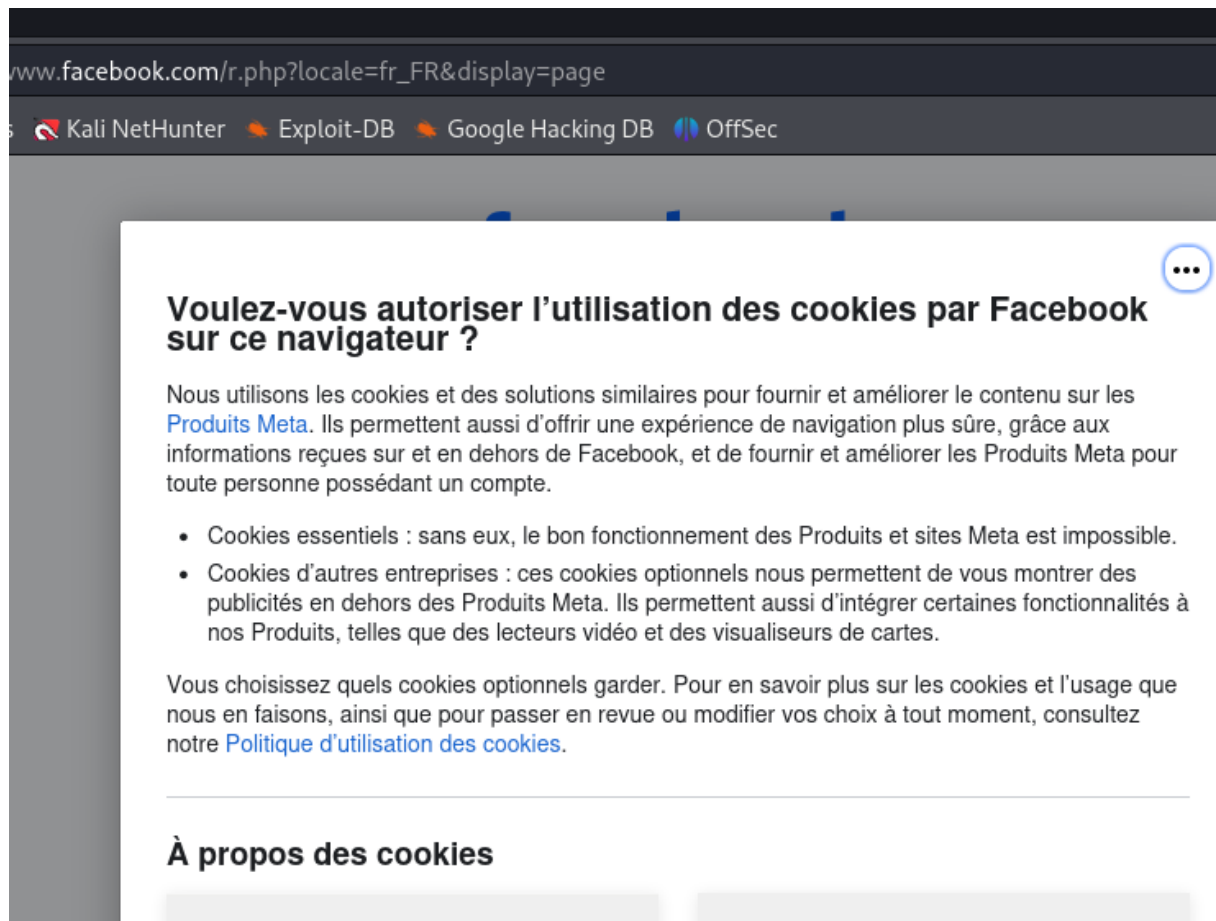 www.facebook.com/r.php?locale=fr_FR&display=page
Kali NetHunter Exploit-DB Google Hacking DB OffSec
Voulez-vous autoriser l’utilisation des cookies par Facebook
sur ce navigateur ?
Nous utilisons les cookies et des solutions similaires pour fournir et améliorer le contenu sur les
Produits Meta. Ils permettent aussi d’offrir une expérience de navigation plus sûre, grâce aux
informations reçues sur et en dehors de Facebook, et de fournir et améliorer les Produits Meta pour
toute personne possédant un compte.
• Cookies essentiels : sans eux, le bon fonctionnement des Produits et sites Meta est impossible.
• Cookies d’autres entreprises : ces cookies optionnels nous permettent de vous montrer des
publicités en dehors des Produits Meta. Ils permettent aussi d’intégrer certaines fonctionnalités à
nos Produits, telles que des lecteurs vidéo et des visualiseurs de cartes.
Vous choisissez quels cookies optionnels garder. Pour en savoir plus sur les cookies et l’usage que
nous en faisons, ainsi que pour passer en revue ou modifier vos choix à tout moment, consultez
notre Politique d’utilisation des cookies.
À propos des cookies